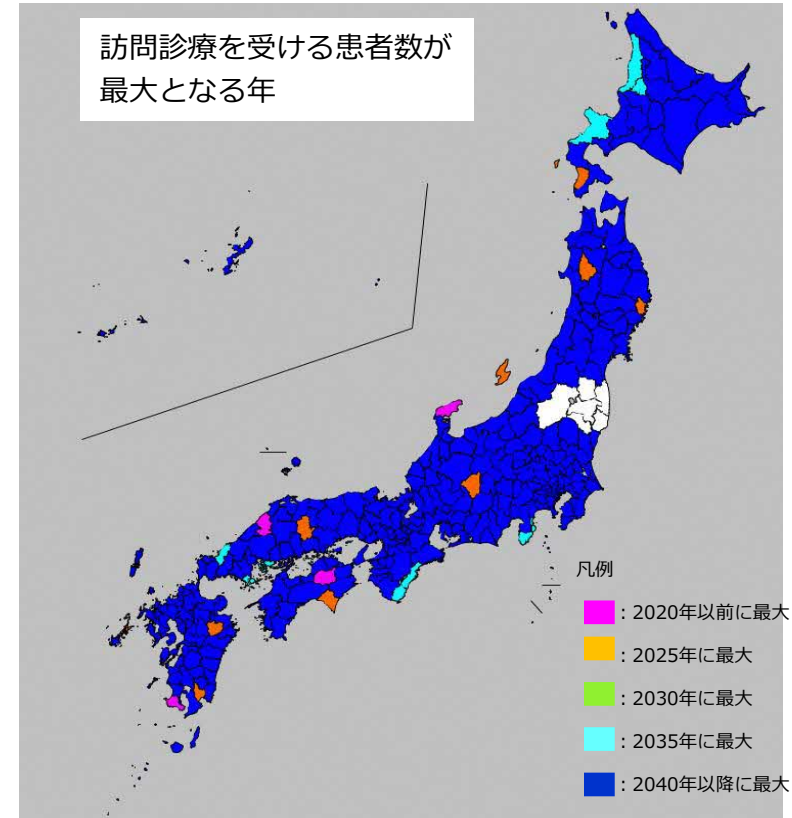 訪問診療を受ける患者数が
最大となる年
凡例
：2020年以前に最大
：2025年に最大
：2030年に最大
：2035年に最大
：2040年以降に最大